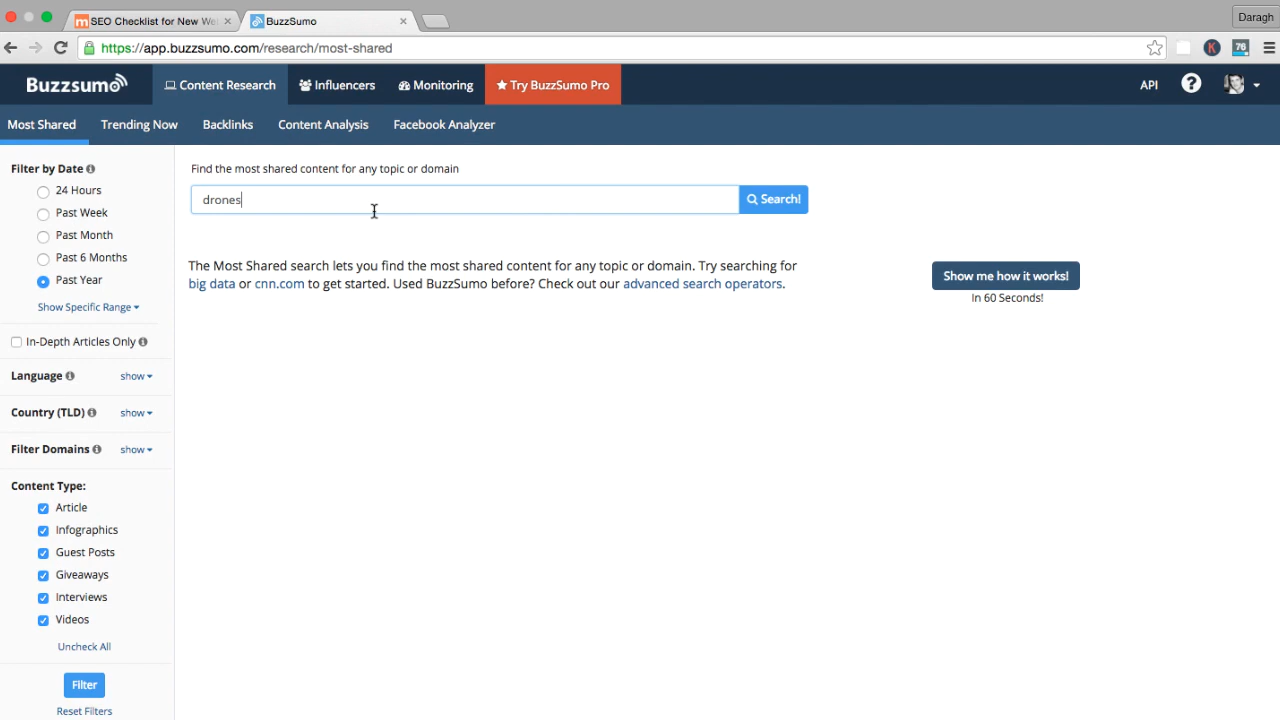 SEO Checklist for New We
BuzzSumo
Daragh
https://app.buzzsumo.com/research/most-shared
K
76
Buzzsumo
Content Research
Influencers
Monitoring
Try BuzzSumo Pro
API
?
Most Shared
Trending Now
Backlinks
Content Analysis
Facebook Analyzer
Filter by Date
24 Hours
Past Week
Past Month
Past 6 Months
Past Year
Show Specific Range
In-Depth Articles Only
Language show
Country (TLD) show
Filter Domains show
Content Type:
Article
Infographics
Guest Posts
Giveaways
Interviews
Videos
Uncheck All
Filter
Reset Filters
Find the most shared content for any topic or domain
drones
Search!
The Most Shared search lets you find the most shared content for any topic or domain. Try searching for
big data or cnn.com to get started. Used BuzzSumo before? Check out our advanced search operators.
Show me how it works!
In 60 Seconds!